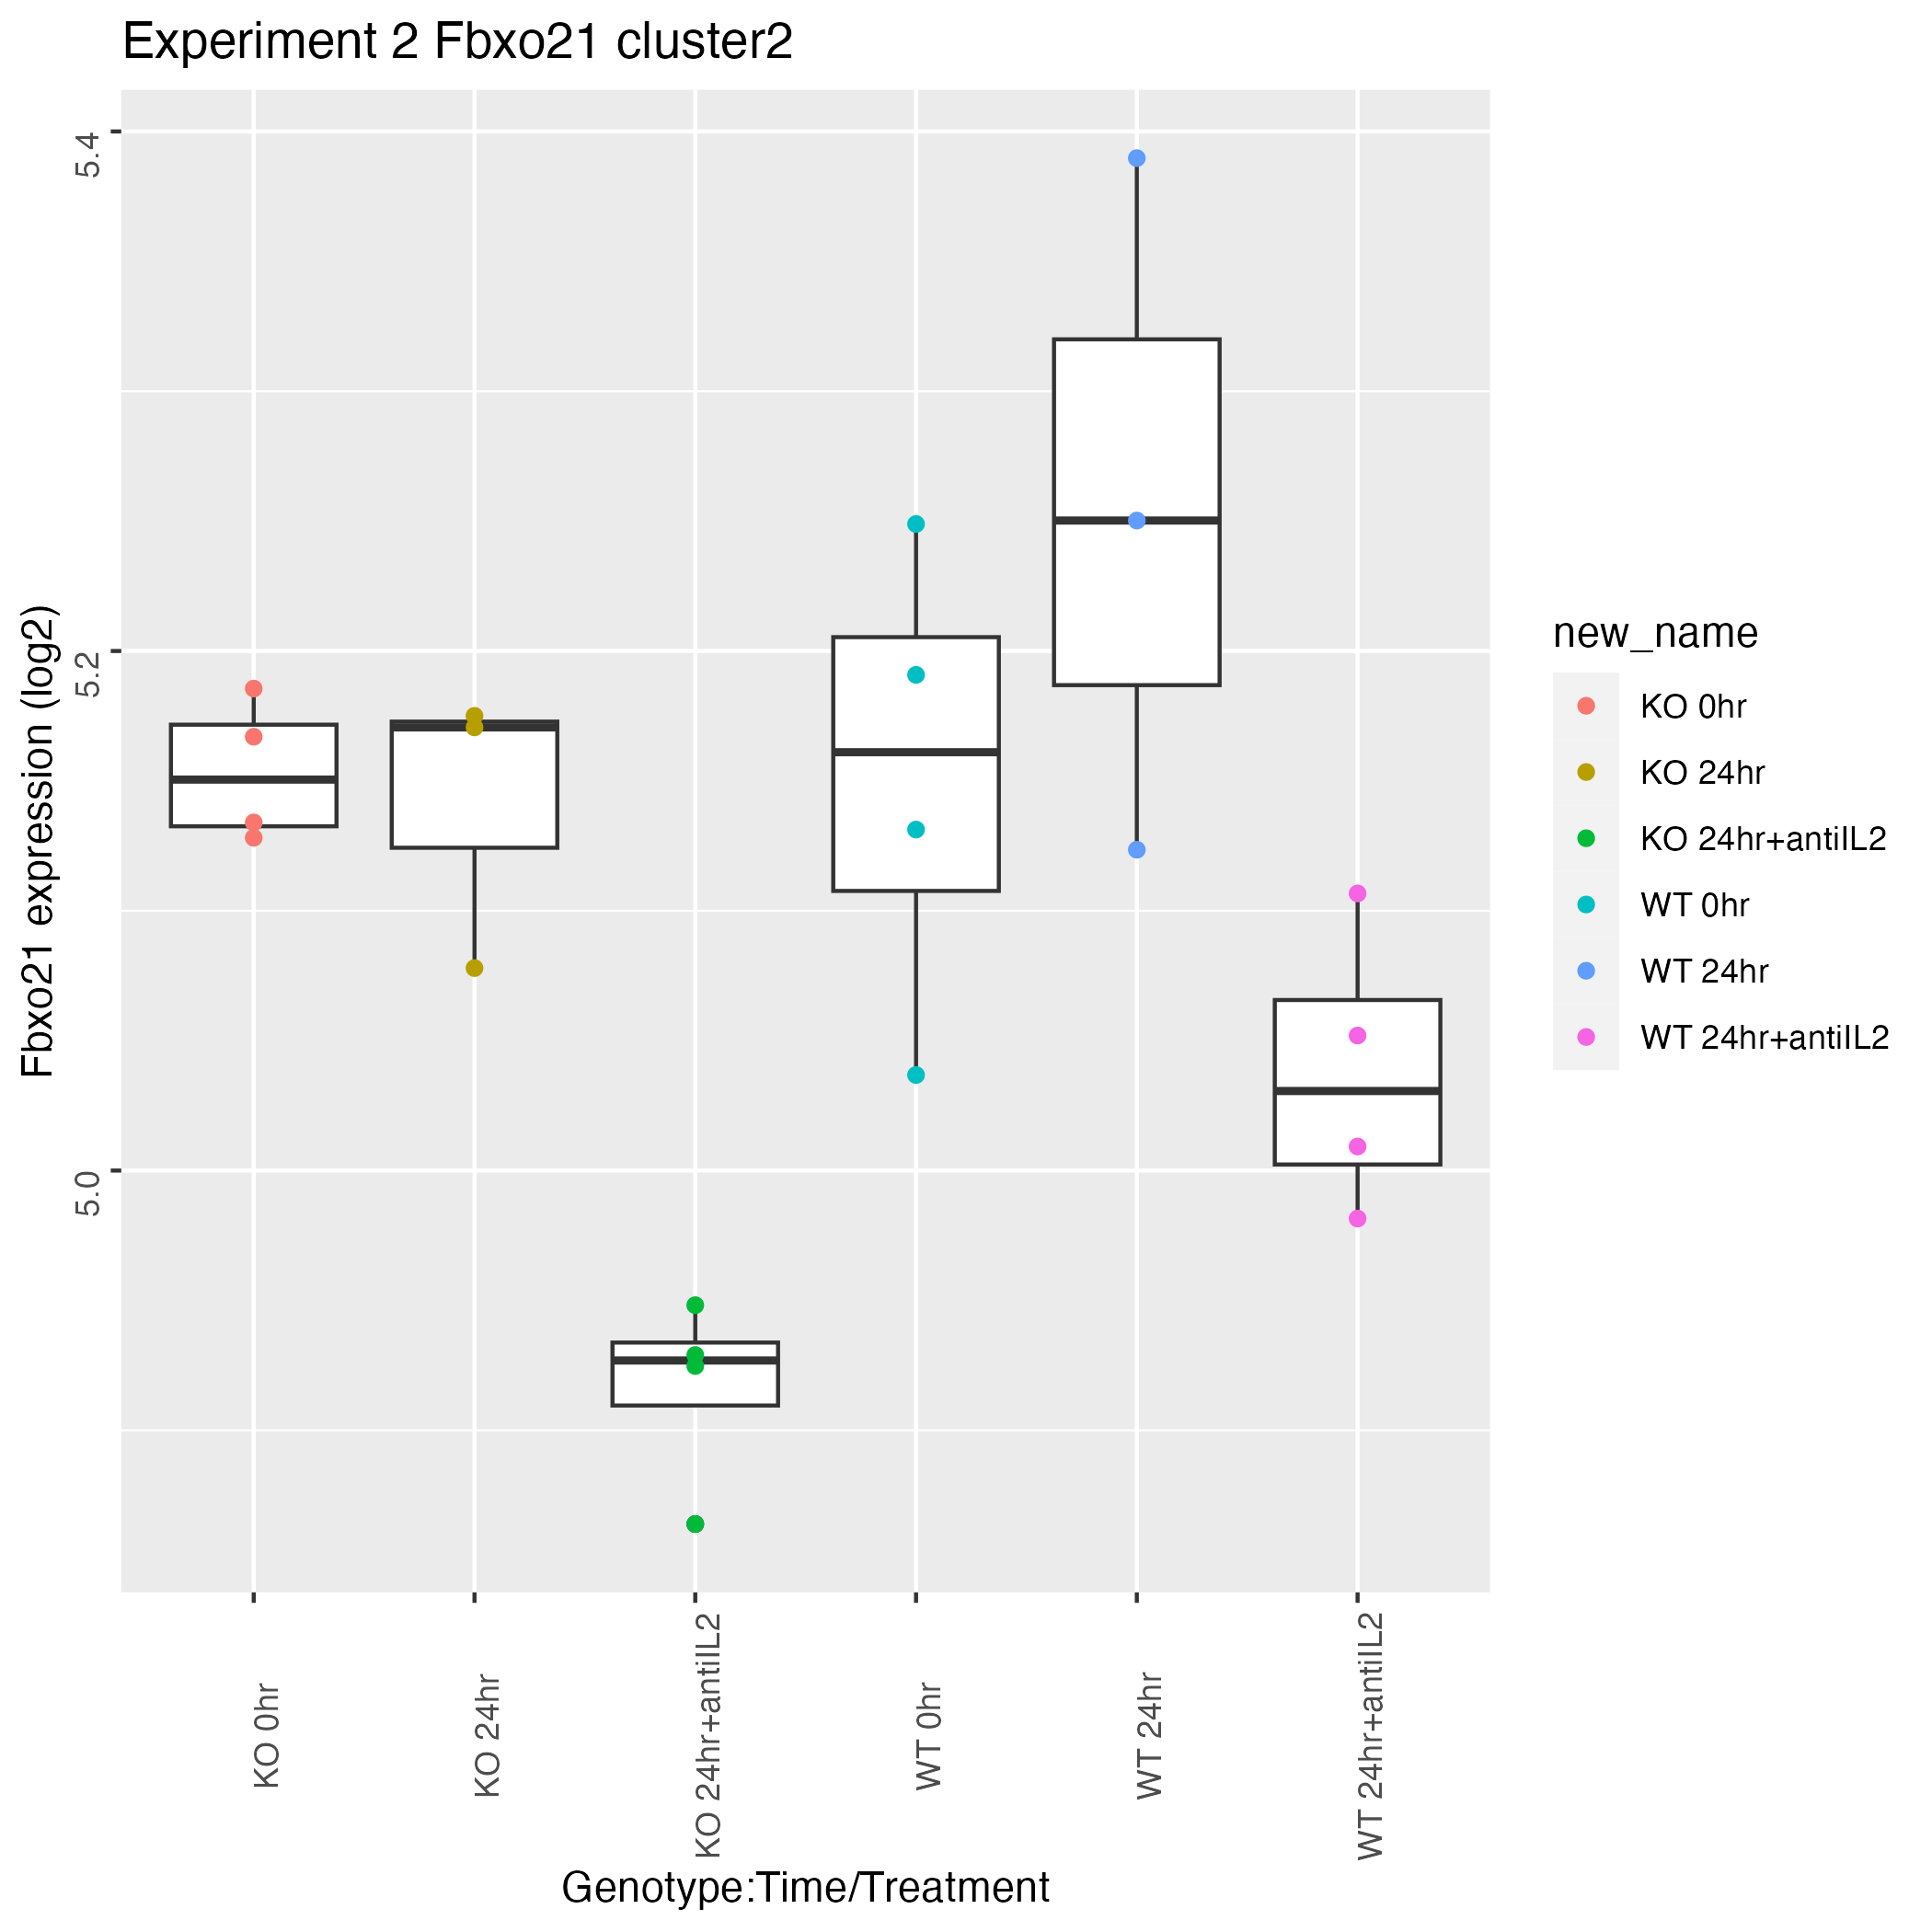 Experiment 2 Fbxo21 cluster2
Fbxo21 expression (log2)
5.4
5.2
5.0
KO 0hr
KO 24hr
KO 24hr+antiIL2
WT 0hr
WT 24hr
WT 24hr+antiIL2
Genotype:Time/Treatment
new_name
KO 0hr
KO 24hr
KO 24hr+antiIL2
WT 0hr
WT 24hr
WT 24hr+antiIL2